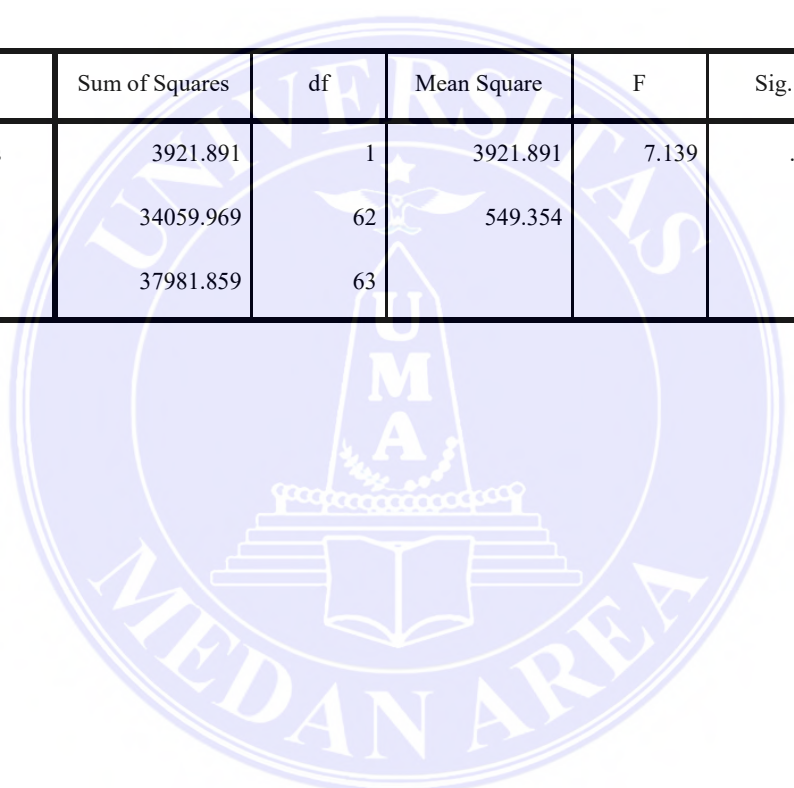 Sum of Squares df Mean Square F Sig.
3921.891 1 3921.891 7.139 .
34059.969 62 549.354
37981.859 63
UNIVERSITAS
UMA
MEDAN AREA